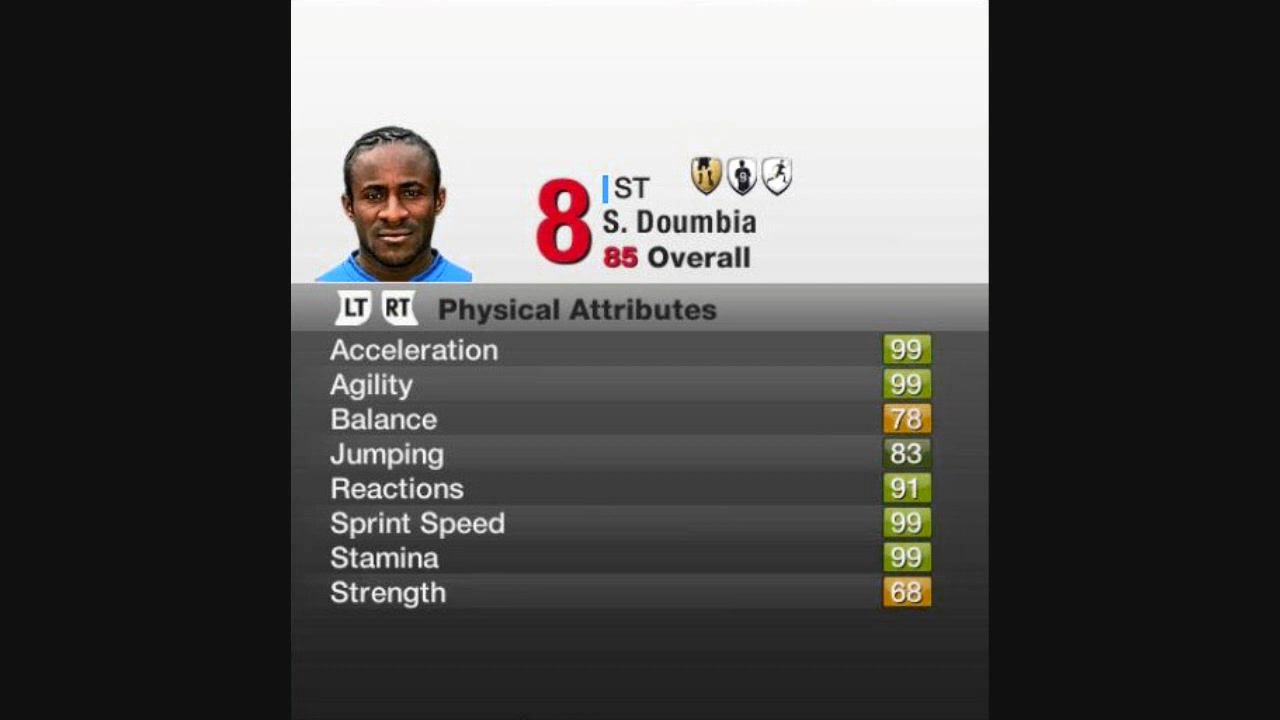 8
ST
S. Doumbia
85 Overall
LT RT Physical Attributes
Acceleration 99
Agility 99
Balance 78
Jumping 83
Reactions 91
Sprint Speed 99
Stamina 99
Strength 68